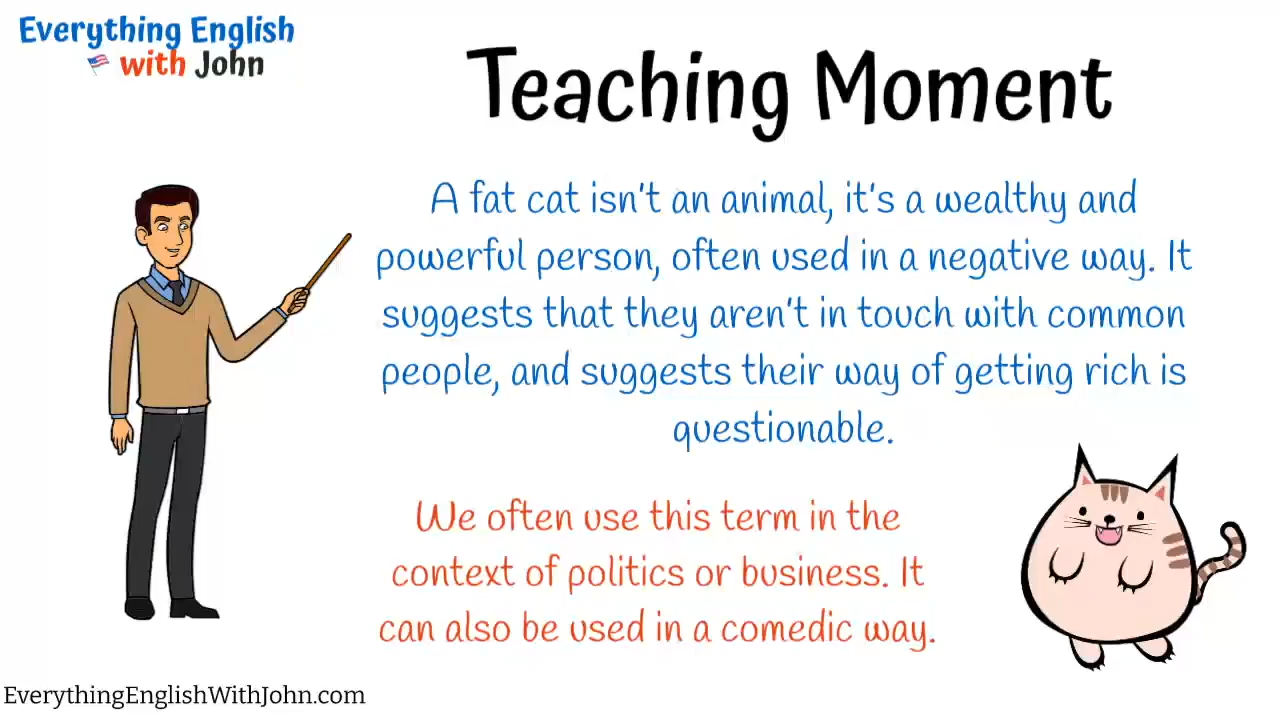 Everything English
with John
Teaching Moment
A fat cat isn't an animal, it's a wealthy and
powerful person, often used in a negative way. It
suggests that they aren't in touch with common
people, and suggests their way of getting rich is
questionable.
We often use this term in the
context of politics or business. It
can also be used in a comedic way.
EverythingEnglishWithJohn.com